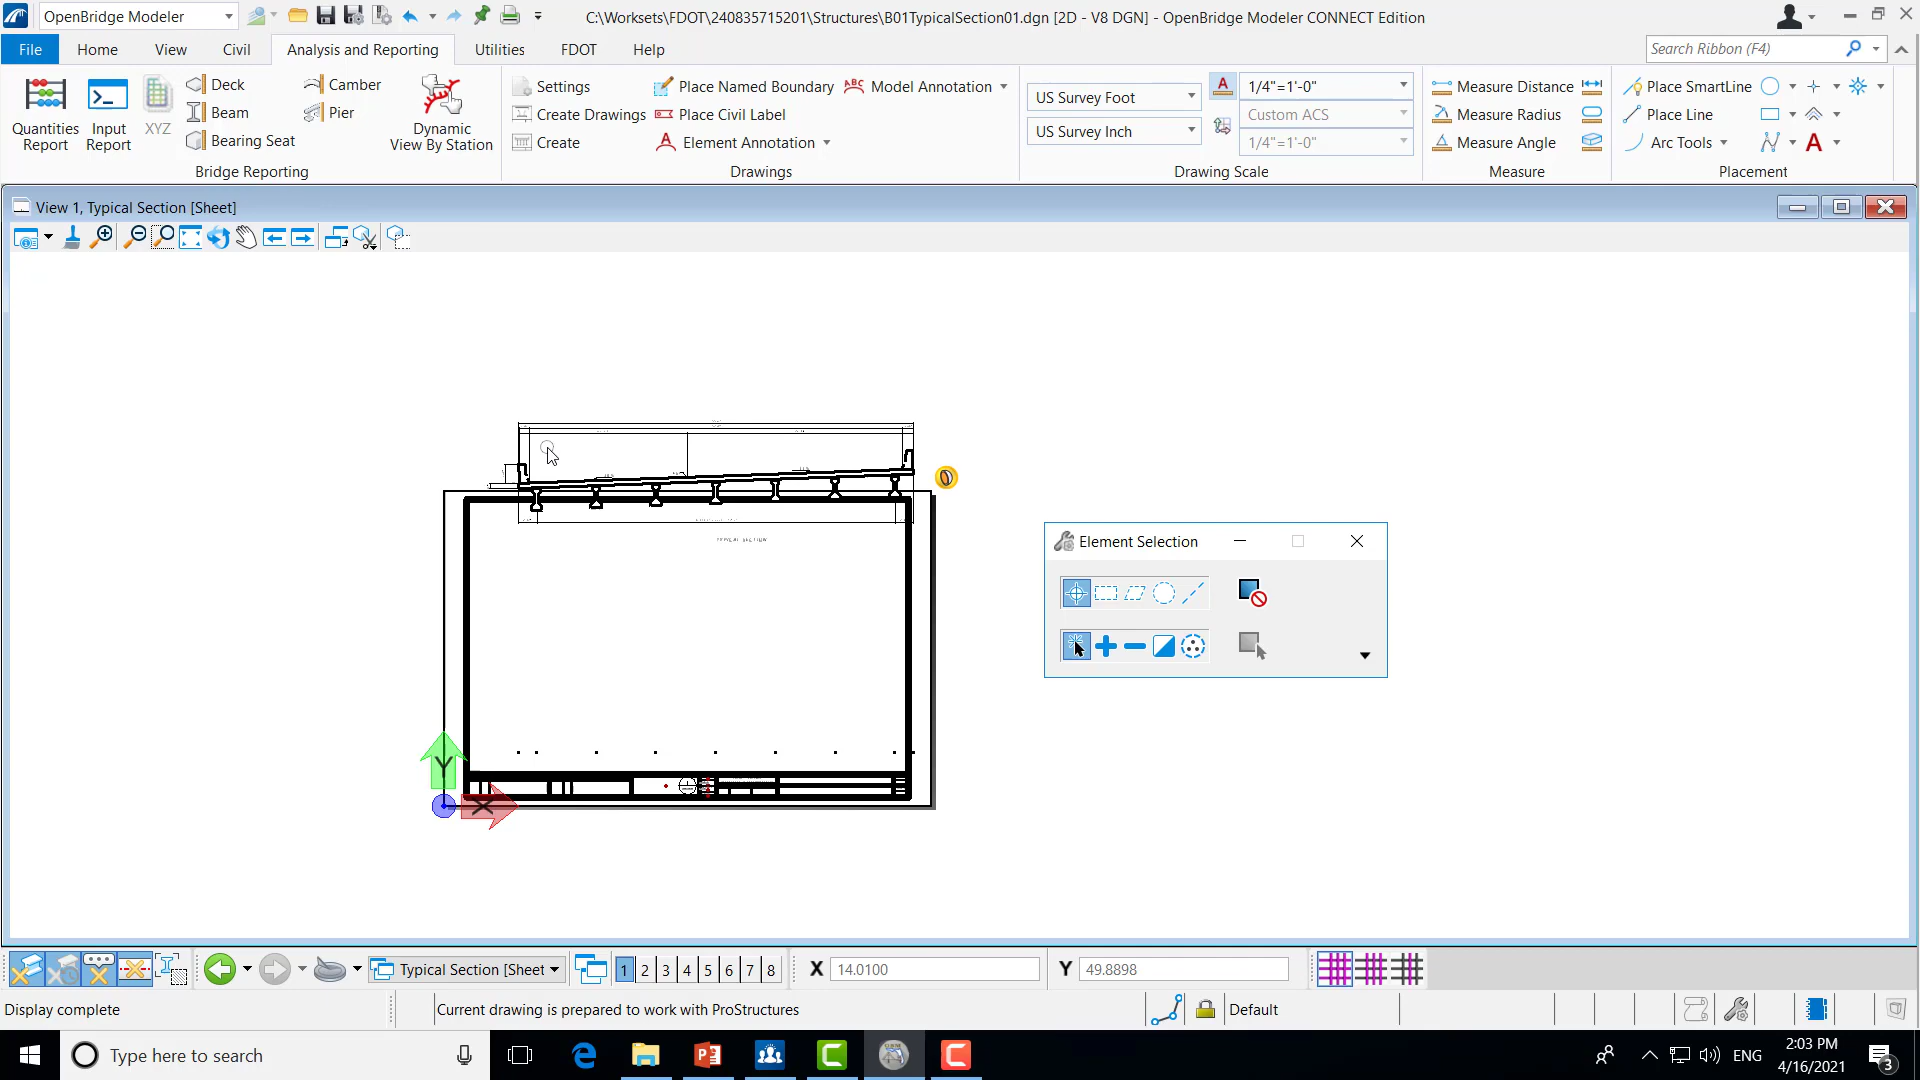 OpenBridge Modeler
C:\Worksets\FDOT\240835715201\Structures\B01TypicalSection01.dgn [2D - V8 DGN] - OpenBridge Modeler CONNECT Edition
File Home View Civil Analysis and Reporting Utilities FDOT Help
Search Ribbon (F4)
Quantities Report
Input Report
XYZ
Deck
Beam
Bearing Seat
Camber
Pier
Dynamic View By Station
Bridge Reporting
Settings
Create Drawings
Create
Place Named Boundary
Place Civil Label
Element Annotation
ABC Model Annotation
Drawings
US Survey Foot
US Survey Inch
1/4"=1'-0"
Custom ACS
1/4"=1'-0"
Drawing Scale
Measure Distance
Measure Radius
Measure Angle
Measure
Place SmartLine
Place Line
Arc Tools
Placement
View 1, Typical Section [Sheet]
TYPICAL SECTION
Y
X
Element Selection
Typical Section [Sheet
1 2 3 4 5 6 7 8
X 14.0100
Y 49.8898
Display complete
Current drawing is prepared to work with ProStructures
Default
Type here to search
ENG
2:03 PM
4/16/2021
3